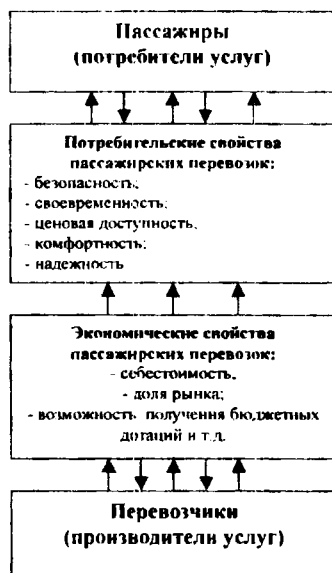 Пассажиры
(потребители услуг)
Потребительские свойства
пассажирских перевозок:
- безопасность;
- своевременность;
- ценовая доступность,
- комфортность;
- надежность
Экономические свойства
пассажирских перевозок:
- себестоимость,
- доля рынка;
- возможность получения бюджетных
дотаций и т.д.
Перевозчики
(производители услуг)